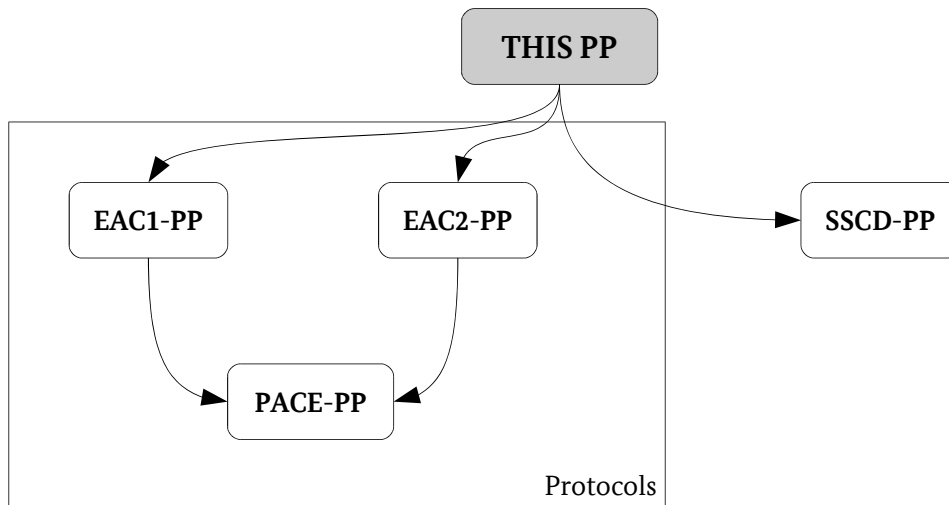 THIS PP
EAC1-PP
EAC2-PP
SSCD-PP
PACE-PP
Protocols